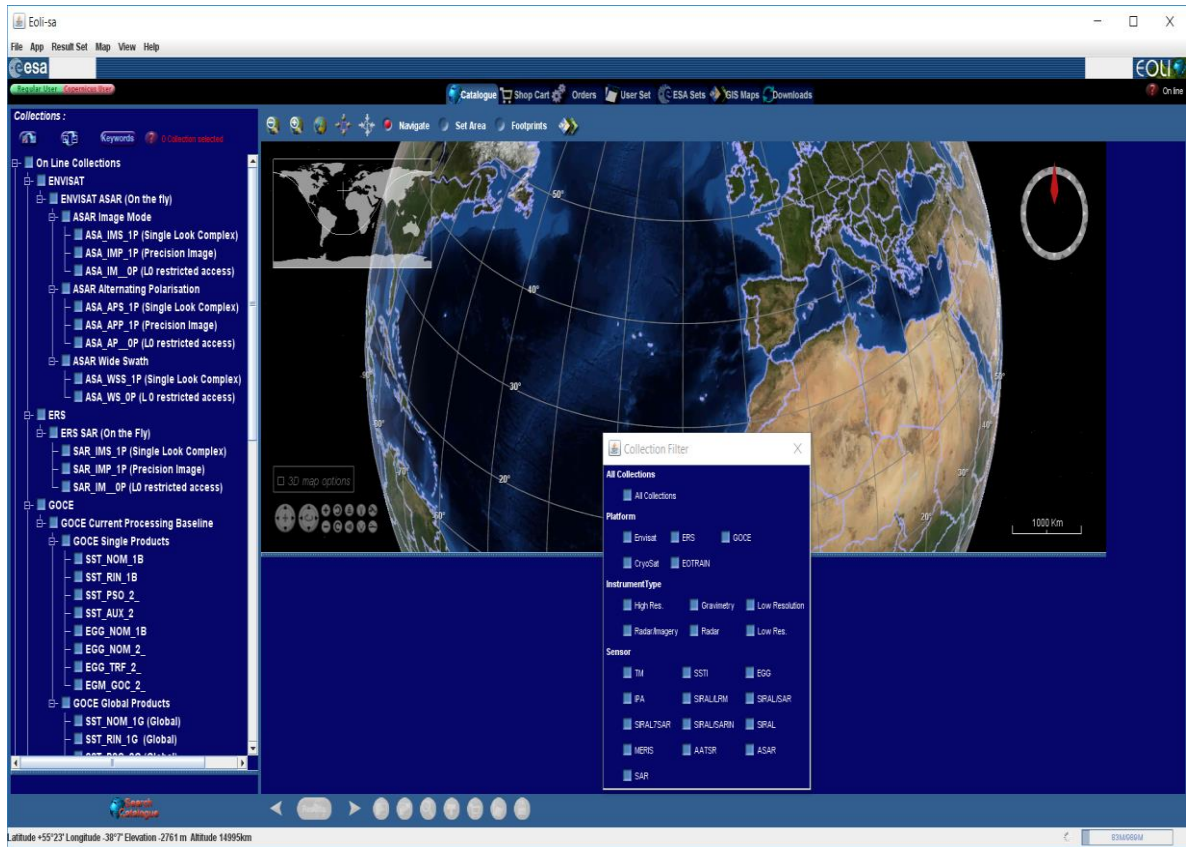 Eoli-sa
File App Result Set Map View Help
esa EOLI
Regular User Copernicus User
Catalogue Shop Cart Orders User Set ESA Sets GIS Maps Downloads On line
Collections :
Keywords 0 Collection selected
Navigate Set Area Footprints
On Line Collections
ENVISAT
ENVISAT ASAR (On the fly)
ASAR Image Mode
ASA_IMS_1P (Single Look Complex)
ASA_IMP_1P (Precision Image)
ASA_IM__0P (L0 restricted access)
ASAR Alternating Polarisation
ASA_APS_1P (Single Look Complex)
ASA_APP_1P (Precision Image)
ASA_AP__0P (L0 restricted access)
ASAR Wide Swath
ASA_WSS_1P (Single Look Complex)
ASA_WS_0P (L 0 restricted access)
ERS
ERS SAR (On the Fly)
SAR_IMS_1P (Single Look Complex)
SAR_IMP_1P (Precision Image)
SAR_IM__0P (L0 restricted access)
GOCE
GOCE Current Processing Baseline
GOCE Single Products
SST_NOM_1B
SST_RIN_1B
SST_PSO_2_
SST_AUX_2
EGG_NOM_1B
EGG_NOM_2_
EGG_TRF_2_
EGM_GOC_2_
GOCE Global Products
SST_NOM_1G (Global)
SST_RIN_1G (Global)
50°
40°
30°
20°
50°
40°
30°
20°
3D map options
1000 Km
Collection Filter
All Collections
All Collections
Platform
Envisat ERS GOCE
CryoSat EOTRAIN
InstrumentType
High Res. Gravimetry Low Resolution
Radar/Imagery Radar Low Res.
Sensor
TM SSTI EGG
IPA SIRAL/LRM SIRAL/SAR
SIRAL7SAR SIRAL/SARIN SIRAL
MERIS AATSR ASAR
SAR
Search Catalogue
Latitude +55°23' Longitude -38°7' Elevation -2761 m Altitude 14995km
83M/989M